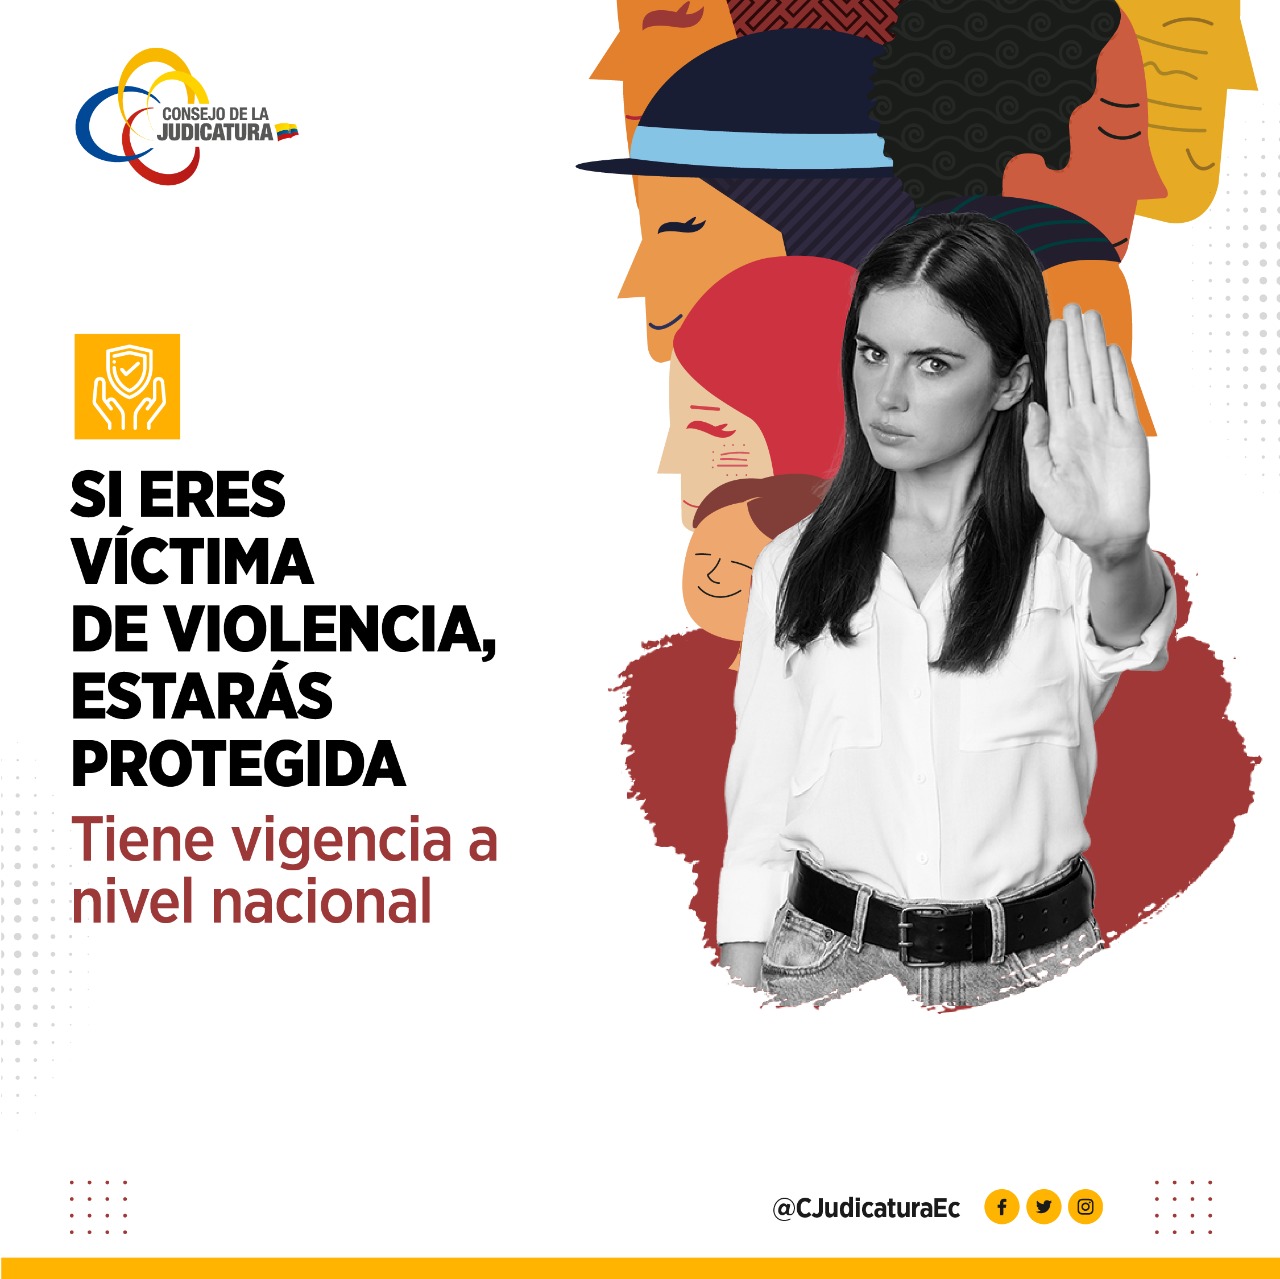 CONSEJO DE LA
JUDICATURA
SI ERES
VÍCTIMA
DE VIOLENCIA,
ESTARÁS
PROTEGIDA
Tiene vigencia a
nivel nacional
@CJudicaturaEc